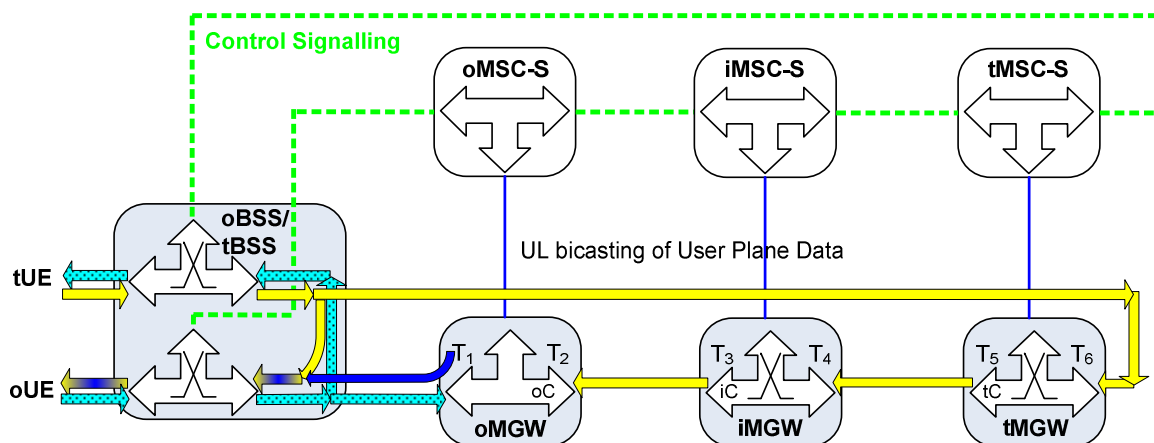 Control Signalling
oMSC-S
iMSC-S
tMSC-S
oBSS/
tBSS
UL bicasting of User Plane Data
tUE
oUE
T1
T2
oC
oMGW
T3
T4
iC
iMGW
T5
T6
tC
tMGW